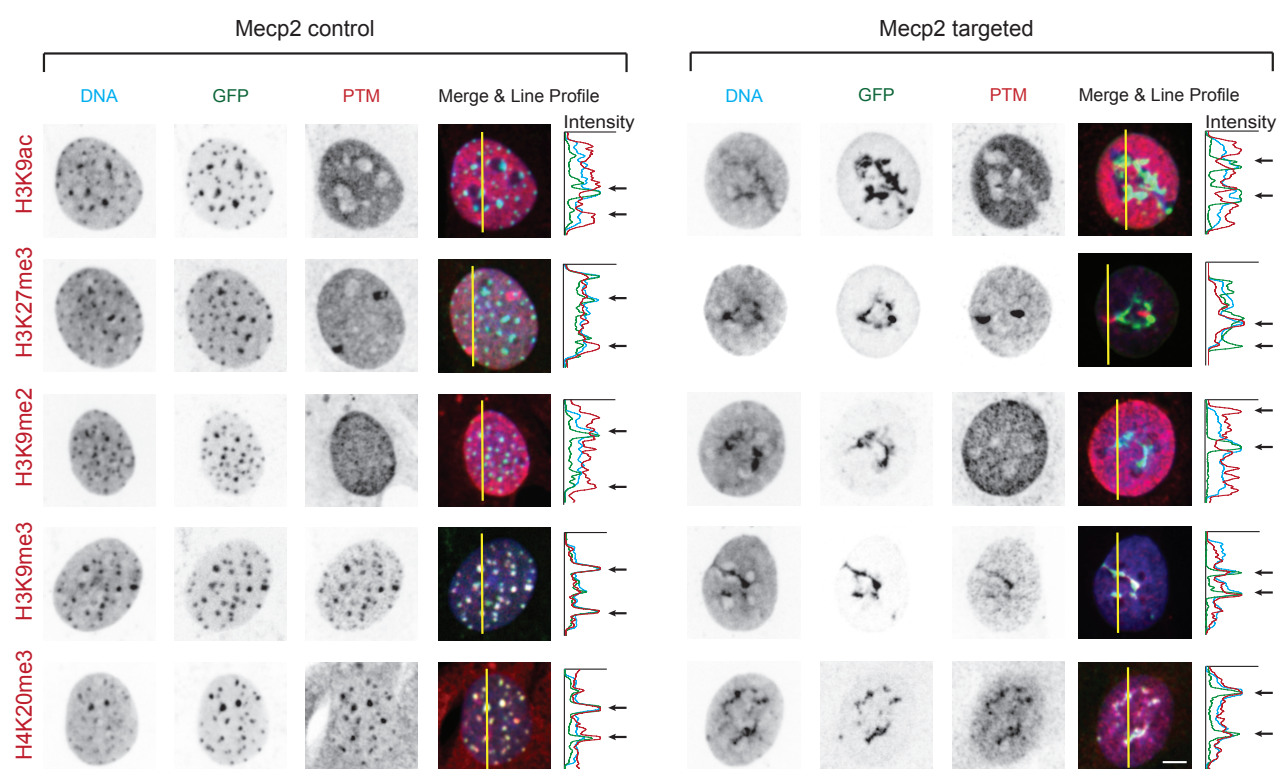 Mecp2 control
Mecp2 targeted
DNA GFP PTM Merge & Line Profile
DNA GFP PTM Merge & Line Profile
Intensity
Intensity
H3K9ac
H3K27me3
H3K9me2
H3K9me3
H4K20me3